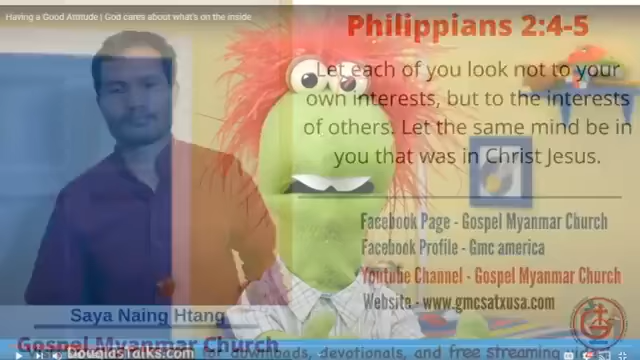 Having a Good Attitude | God cares about what's on the inside
Philippians 2:4-5
Let each of you look not to your
own interests, but to the interests
of others. Let the same mind be in
you that was in Christ Jesus.
Facebook Page - Gospel Myanmar Church
Facebook Profile - Gmc america
Youtube Channel - Gospel Myanmar Church
Website - www.gmcsatxusa.com
Saya Naing Htang
Gospel Myanmar Church
DouglasTalks.com for downloads, devotionals, and free streaming